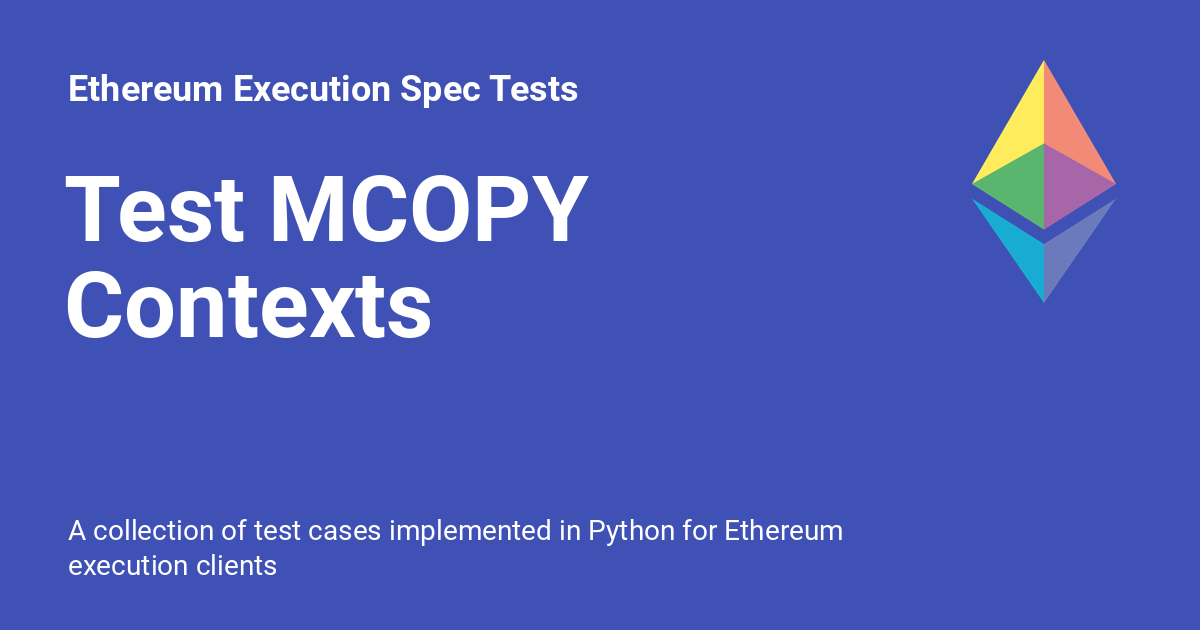 Ethereum Execution Spec Tests
Test MCOPY
Contexts
A collection of test cases implemented in Python for Ethereum
execution clients